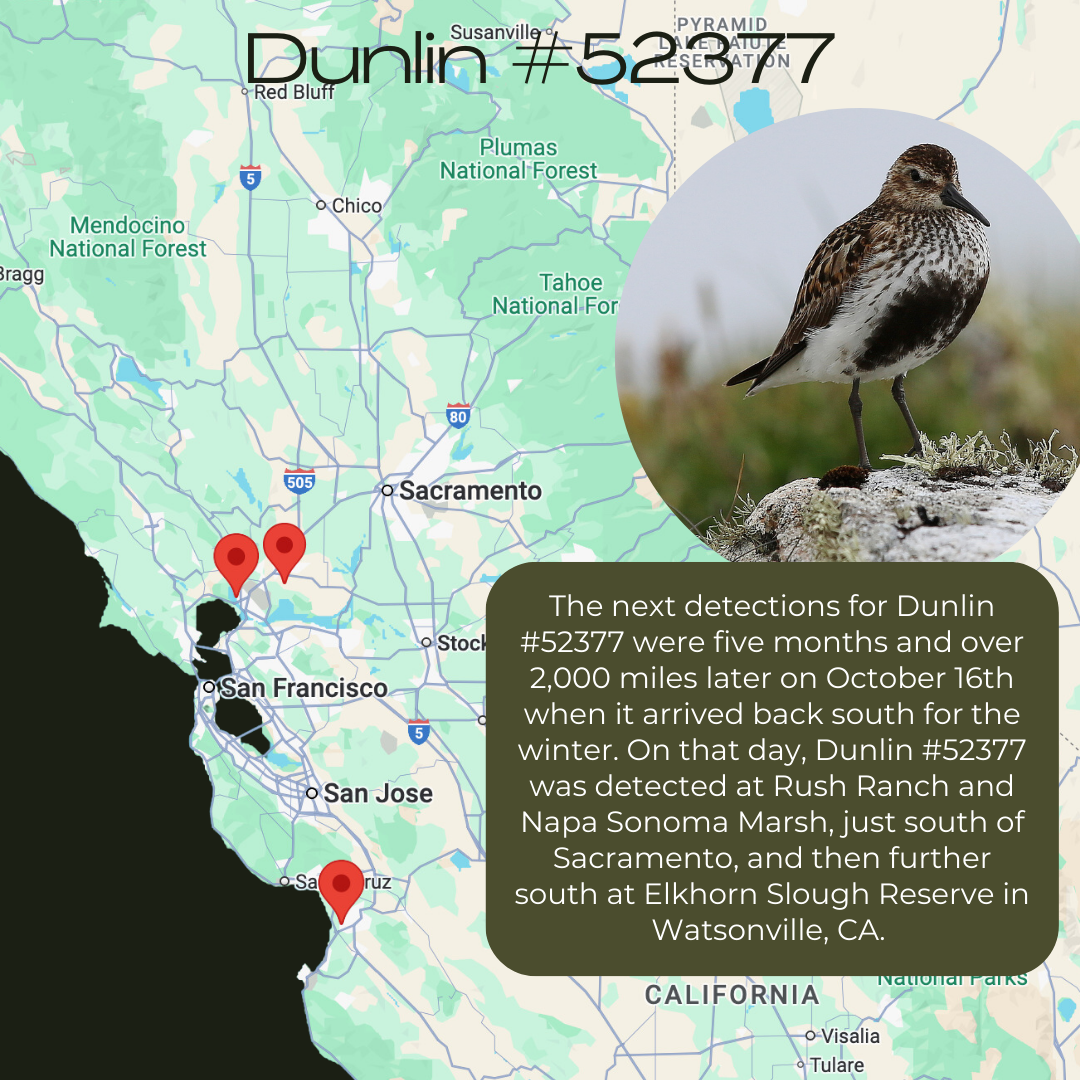 Dunlin #52377
Susanville
PYRAMID
LAKE PAIUTE
RESERVATION
Red Bluff
Plumas
National Forest
5
Chico
Mendocino
National Forest
Bragg
Tahoe
National For
80
505
Sacramento
Stock
San Francisco
5
San Jose
Sa
ruz
The next detections for Dunlin
#52377 were five months and over
2,000 miles later on October 16th
when it arrived back south for the
winter. On that day, Dunlin #52377
was detected at Rush Ranch and
Napa Sonoma Marsh, just south of
Sacramento, and then further
south at Elkhorn Slough Reserve in
Watsonville, CA.
National Parks
CALIFORNIA
Visalia
Tulare